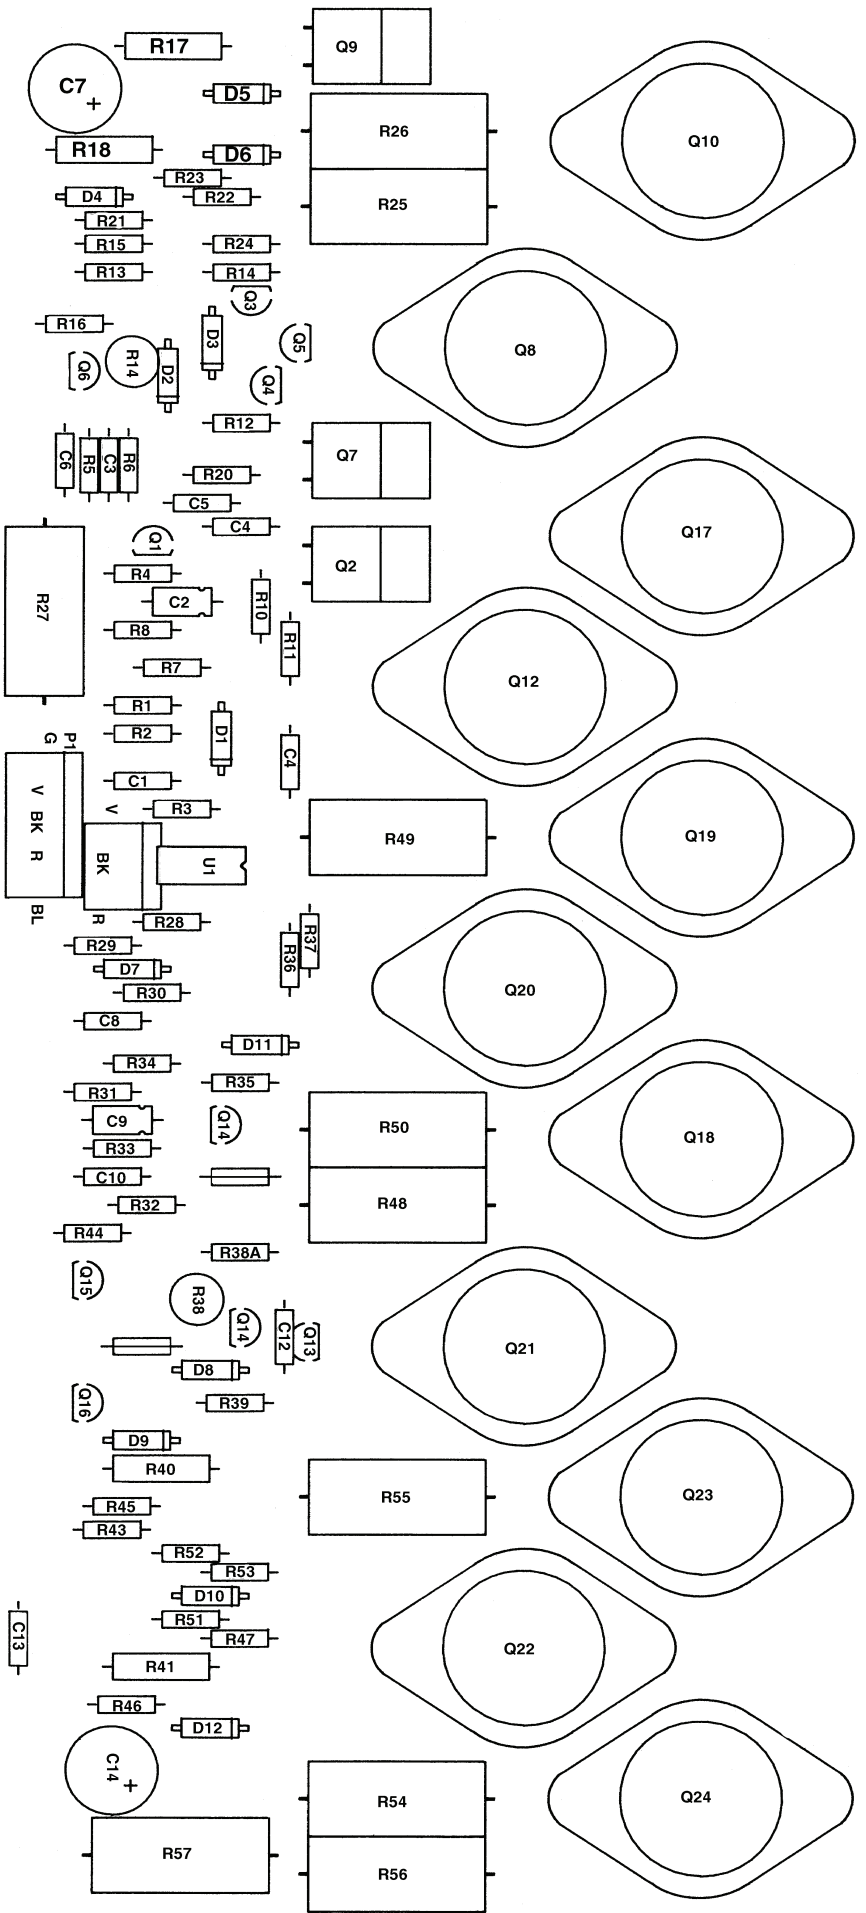 R17
Q9
C7
+
D5
R26
Q10
R18
D6
R23
D4
R22
R25
R21
R15
R24
R13
R14
Q3
R16
D3
Q5
Q8
R14
D2
Q6
Q4
R12
C6
R5
C3
R6
Q7
R20
C5
C4
Q17
Q1
R4
Q2
R27
C2
R10
R8
R11
R7
Q12
R1
R2
D1
G
P1
C4
C1
V
BK
R
V
R3
R49
Q19
BK
U1
BL
R
R28
R37
R36
R29
D7
R30
Q20
C8
D11
R34
R35
R31
C9
Q14
R50
R33
Q18
C10
R32
R48
R44
R38A
Q15
R38
Q14
C12
Q13
Q21
D8
Q16
R39
D9
R40
R55
Q23
R45
R43
R52
R53
D10
R51
C13
R47
Q22
R41
R46
D12
C14
+
R54
Q24
R57
R56